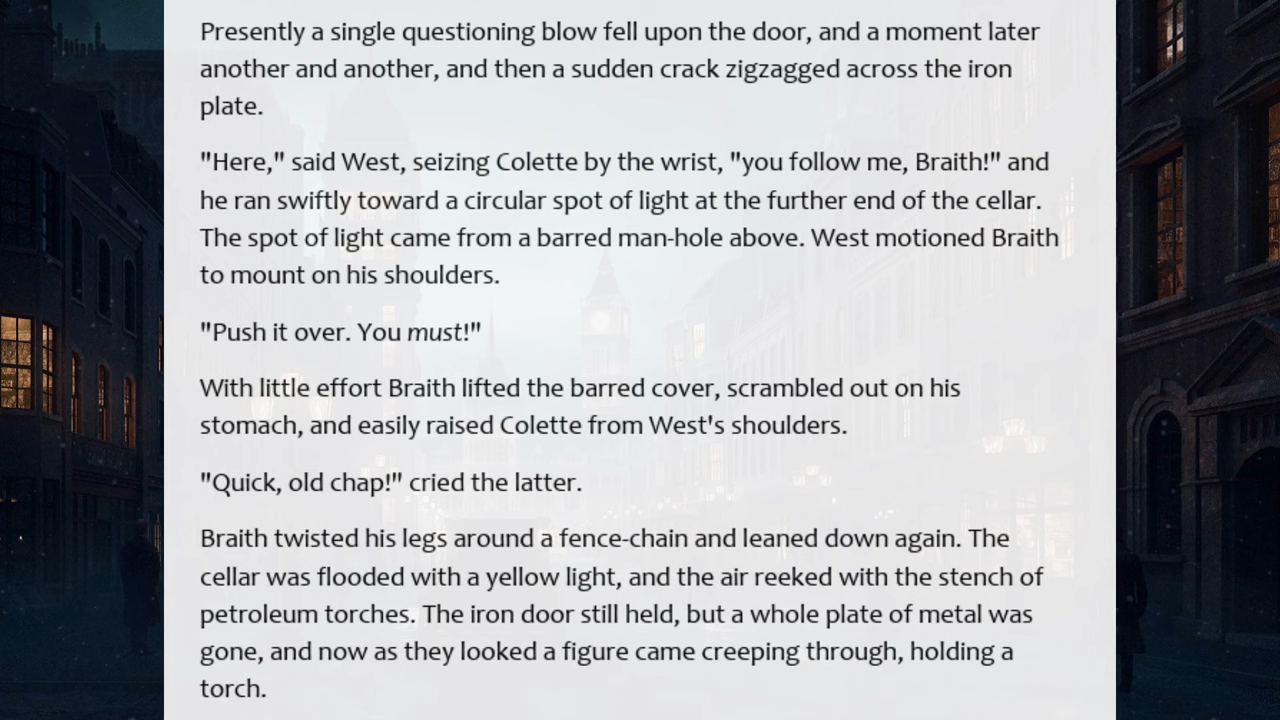 Presently a single questioning blow fell upon the door, and a moment later
another and another, and then a sudden crack zigzagged across the iron
plate.
"Here," said West, seizing Colette by the wrist, "you follow me, Braith!" and
he ran swiftly toward a circular spot of light at the further end of the cellar.
The spot of light came from a barred man-hole above. West motioned Braith
to mount on his shoulders.
"Push it over. You must!"
With little effort Braith lifted the barred cover, scrambled out on his
stomach, and easily raised Colette from West's shoulders.
"Quick, old chap!" cried the latter.
Braith twisted his legs around a fence-chain and leaned down again. The
cellar was flooded with a yellow light, and the air reeked with the stench of
petroleum torches. The iron door still held, but a whole plate of metal was
gone, and now as they looked a figure came creeping through, holding a
torch.